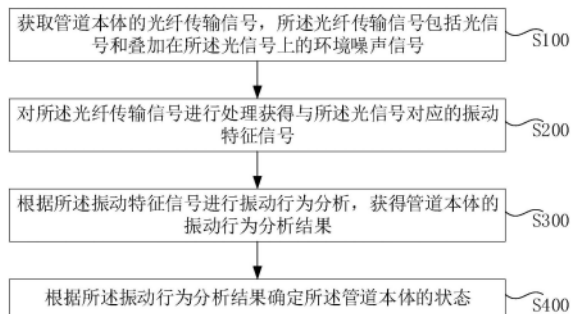 获取管道本体的光纤传输信号，所述光纤传输信号包括光信
号和叠加在所述光信号上的环境噪声信号
S100
对所述光纤传输信号进行处理获得与所述光信号对应的振动
特征信号
S200
根据所述振动特征信号进行振动行为分析，获得管道本体的
振动行为分析结果
S300
根据所述振动行为分析结果确定所述管道本体的状态
S400